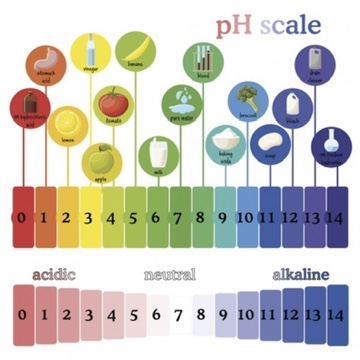 pH scale
stomach
acid
vinegar
banana
blood
drain
cleaner
hydrochloric
acid
lemon
tomato
apple
pure water
milk
broccoli
baking
soda
bleach
soap
0 1 2 3 4 5 6 7 8 9 10 11 12 13 14
acidic neutral alkaline
0 1 2 3 4 5 6 7 8 9 10 11 12 13 14